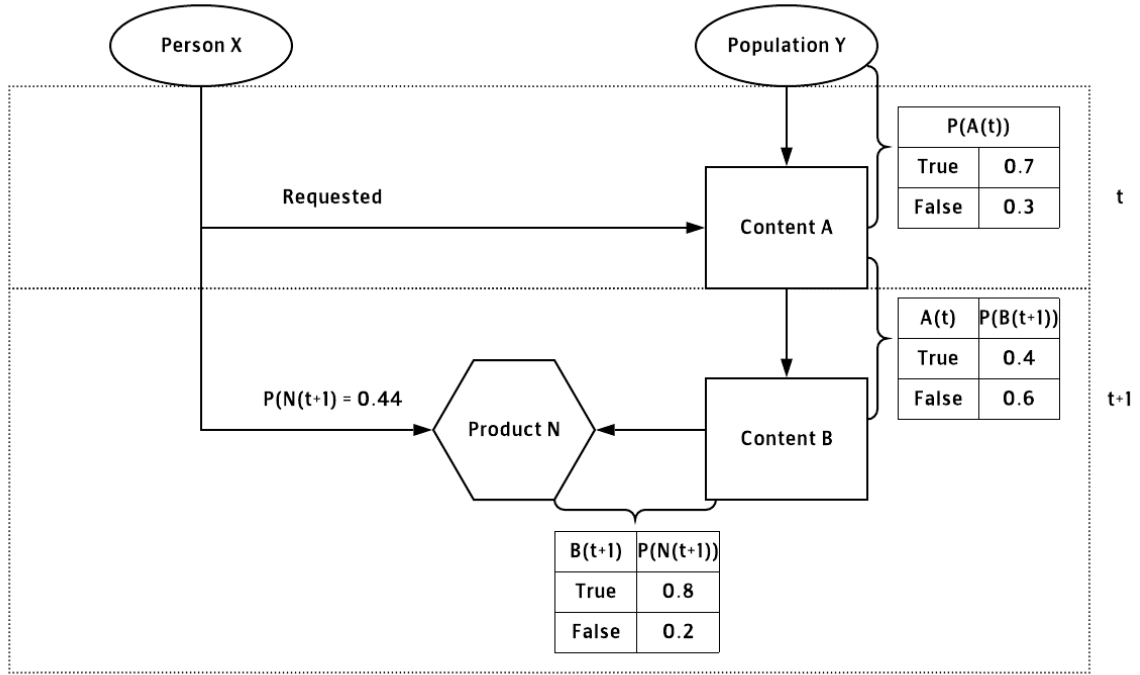 Person X
Population Y
P(A(t))
True 0.7
False 0.3
t
Requested
Content A
A(t) P(B(t+1))
True 0.4
False 0.6
t+1
P(N(t+1) = 0.44
Product N
Content B
B(t+1) P(N(t+1))
True 0.8
False 0.2